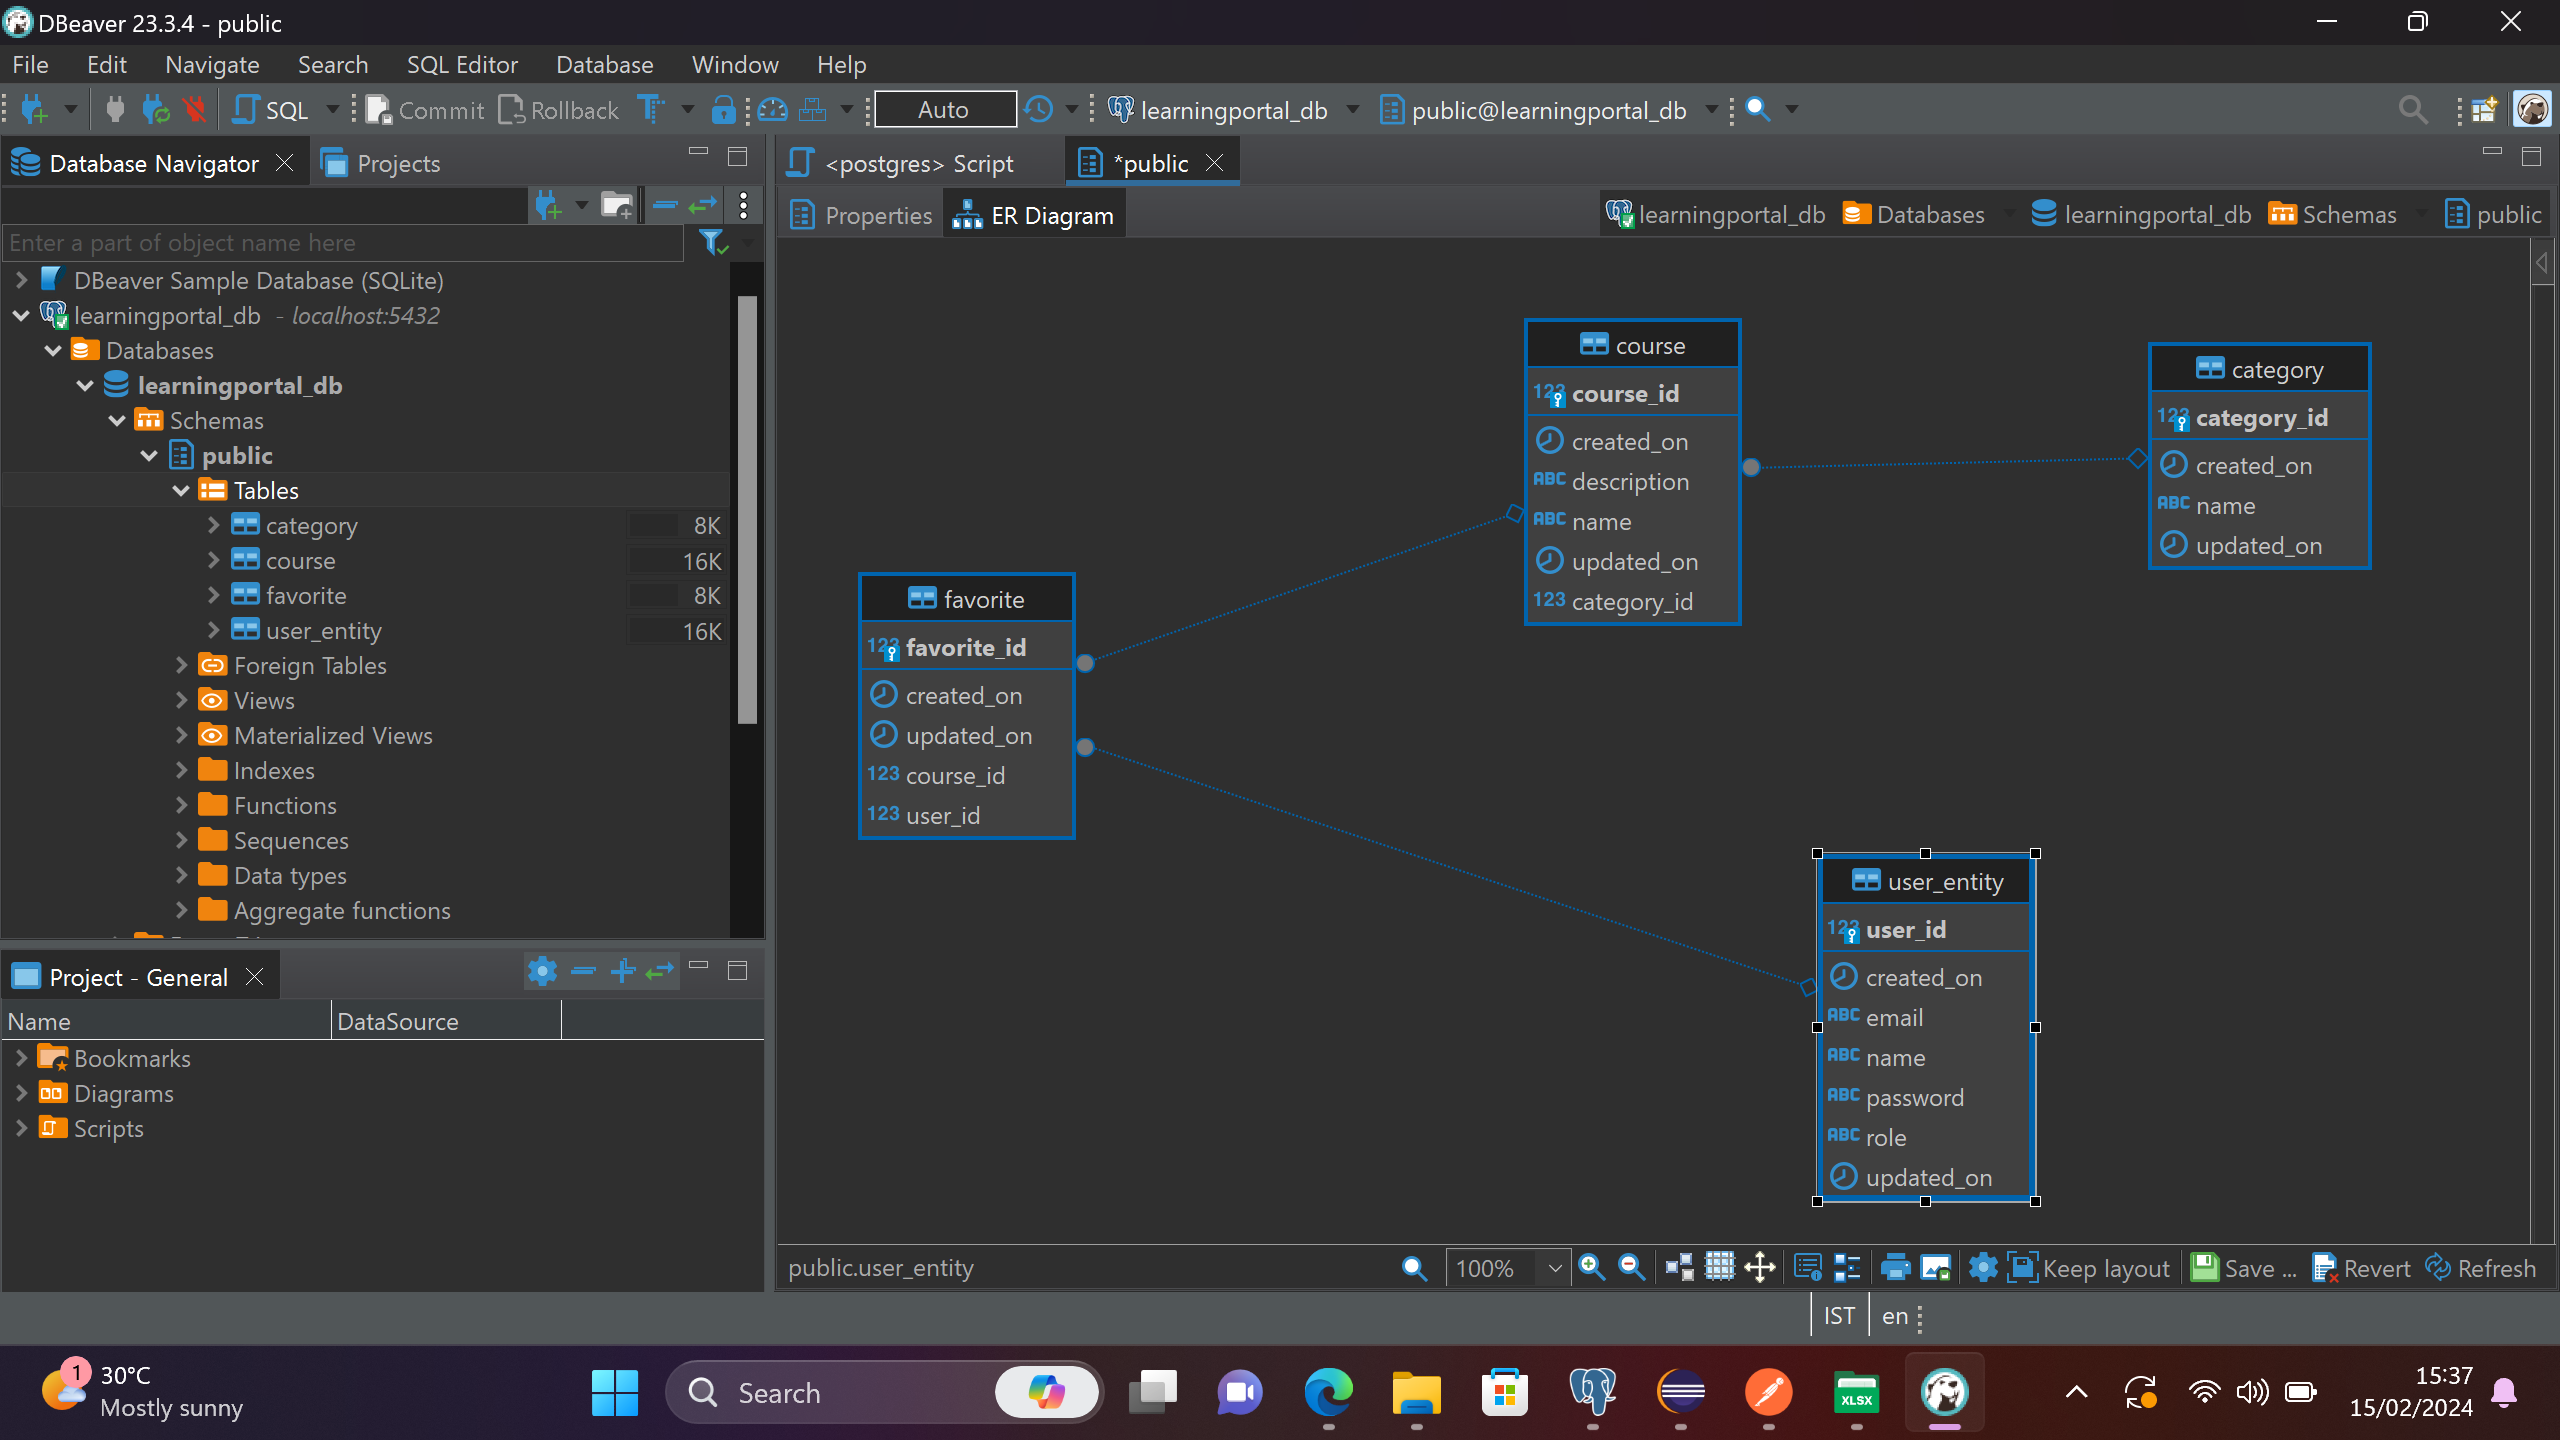 DBeaver 23.3.4 - public
File Edit Navigate Search SQL Editor Database Window Help
SQL Commit Rollback Auto learningportal_db public@learningportal_db
Database Navigator Projects
Enter a part of object name here
DBeaver Sample Database (SQLite)
learningportal_db - localhost:5432
Databases
learningportal_db
Schemas
public
Tables
category 8K
course 16K
favorite 8K
user_entity 16K
Foreign Tables
Views
Materialized Views
Indexes
Functions
Sequences
Data types
Aggregate functions
Project - General
Name DataSource
Bookmarks
Diagrams
Scripts
<postgres> Script *public
Properties ER Diagram learningportal_db Databases learningportal_db Schemas public
course
123 course_id
created_on
ABC description
ABC name
updated_on
123 category_id
category
123 category_id
created_on
ABC name
updated_on
favorite
123 favorite_id
created_on
updated_on
123 course_id
123 user_id
user_entity
123 user_id
created_on
ABC email
ABC name
ABC password
ABC role
updated_on
public.user_entity 100% Keep layout Save ... Revert Refresh
IST en
1
30°C
Mostly sunny
Search
XLSX
15:37
15/02/2024